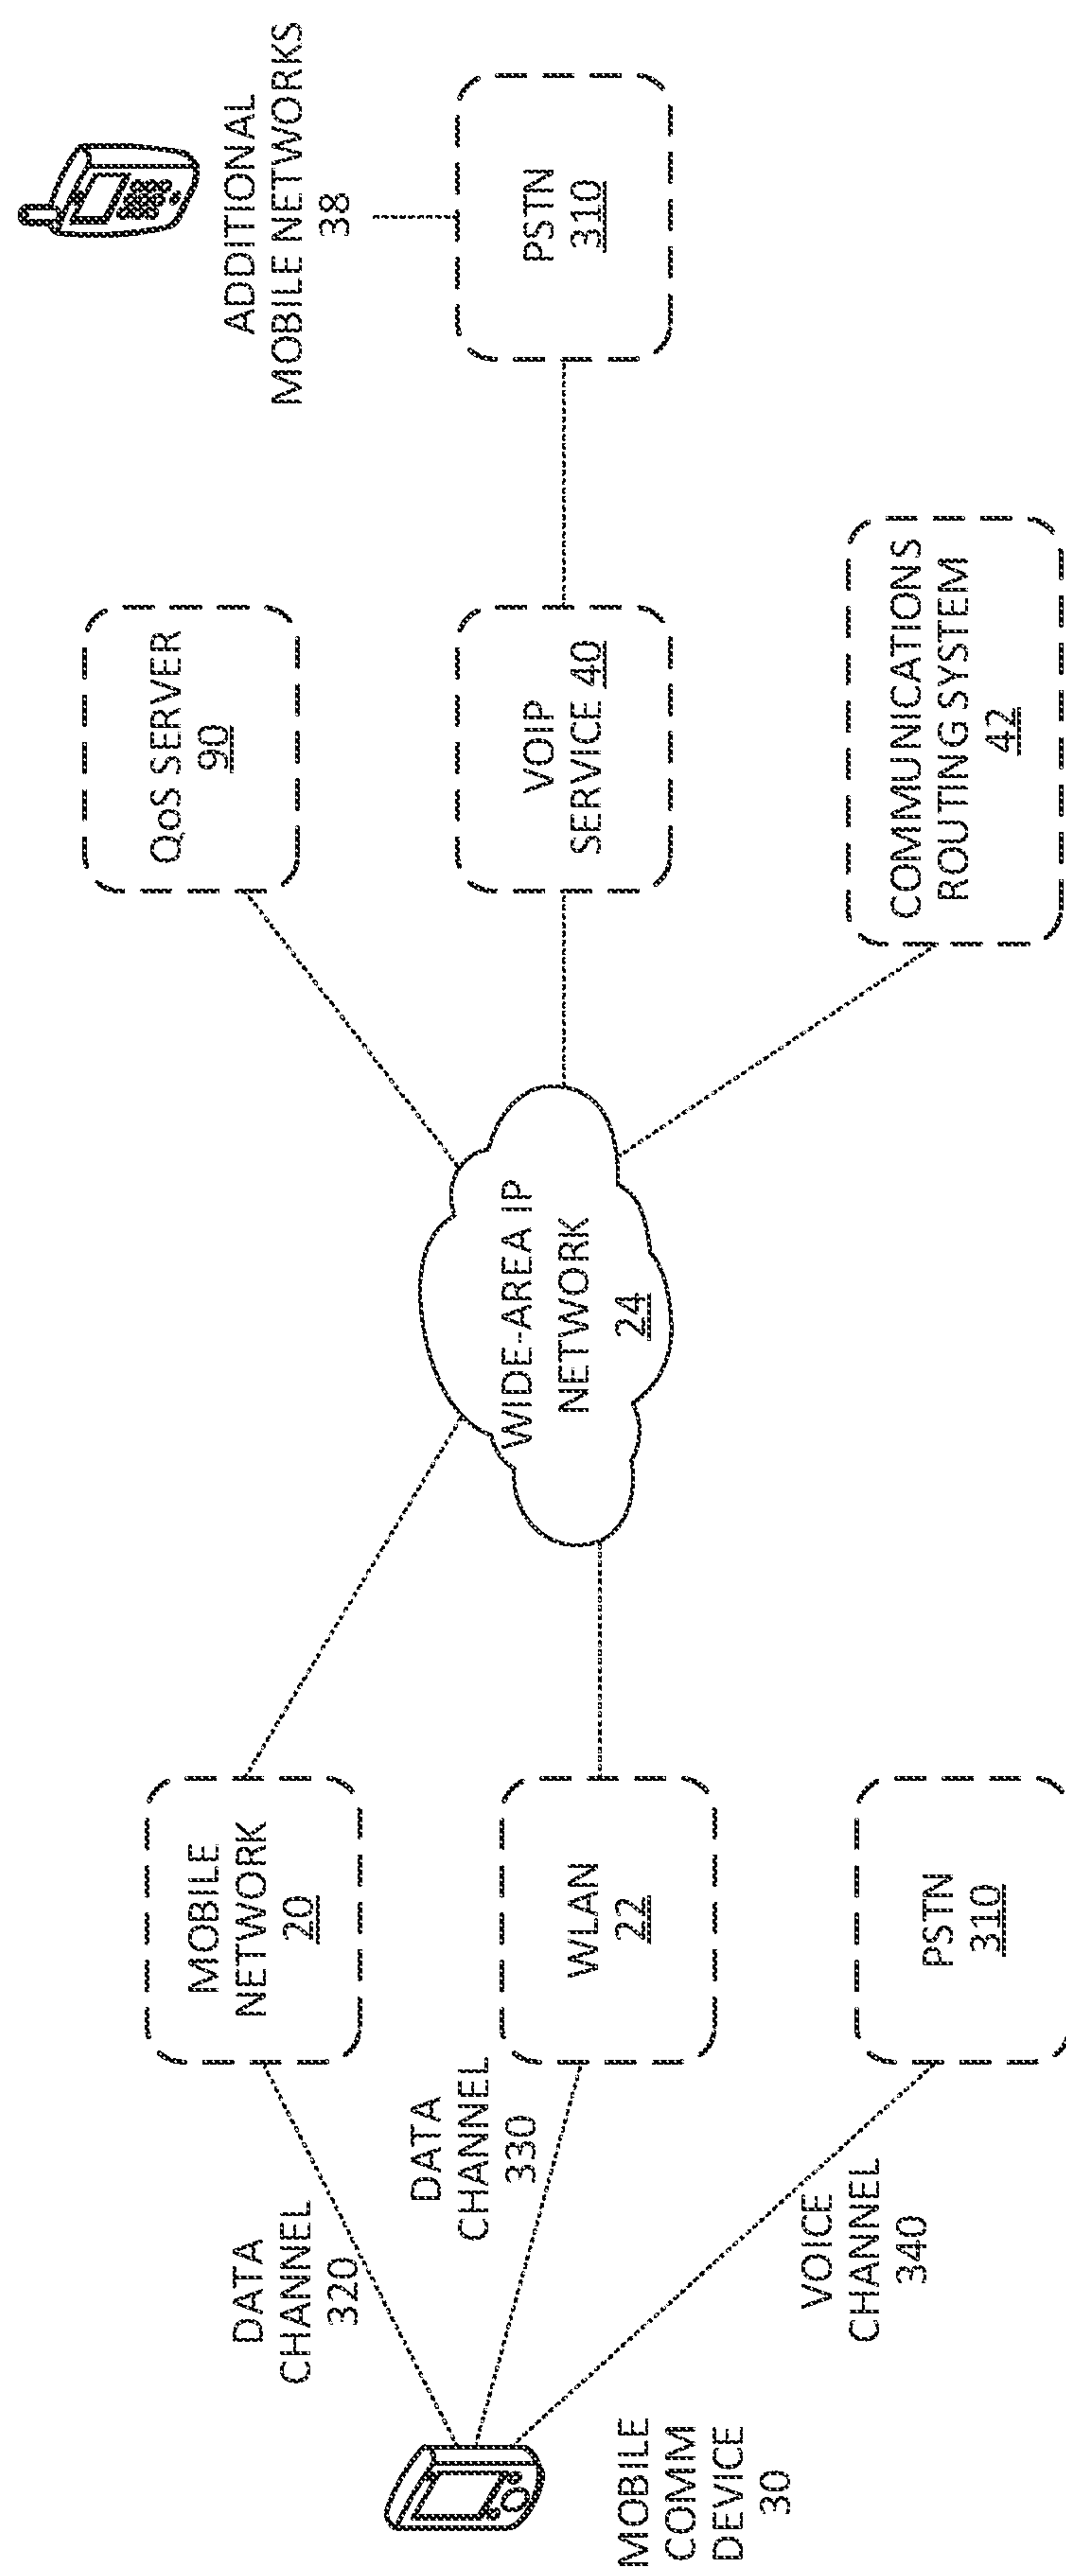 MOBILE
COMM
DEVICE
30
DATA
CHANNEL
320
DATA
CHANNEL
330
VOICE
CHANNEL
340
MOBILE
NETWORK
20
WLAN
22
PSTN
310
WIDE-AREA IP
NETWORK
24
QoS SERVER
90
VOIP
SERVICE 40
COMMUNICATIONS
ROUTING SYSTEM
42
ADDITIONAL
MOBILE NETWORKS
38
PSTN
310